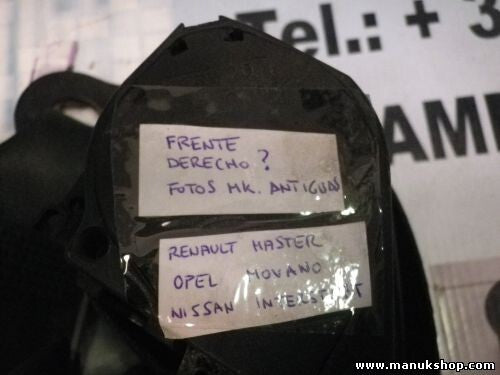 Tel.: + 3
AM
FRENTE
DERECHO?
FOTOS MK. ANTIGUAS
RENAULT MASTER
OPEL MOVANO
NISSAN INTERSTAR
www.manukshop.com